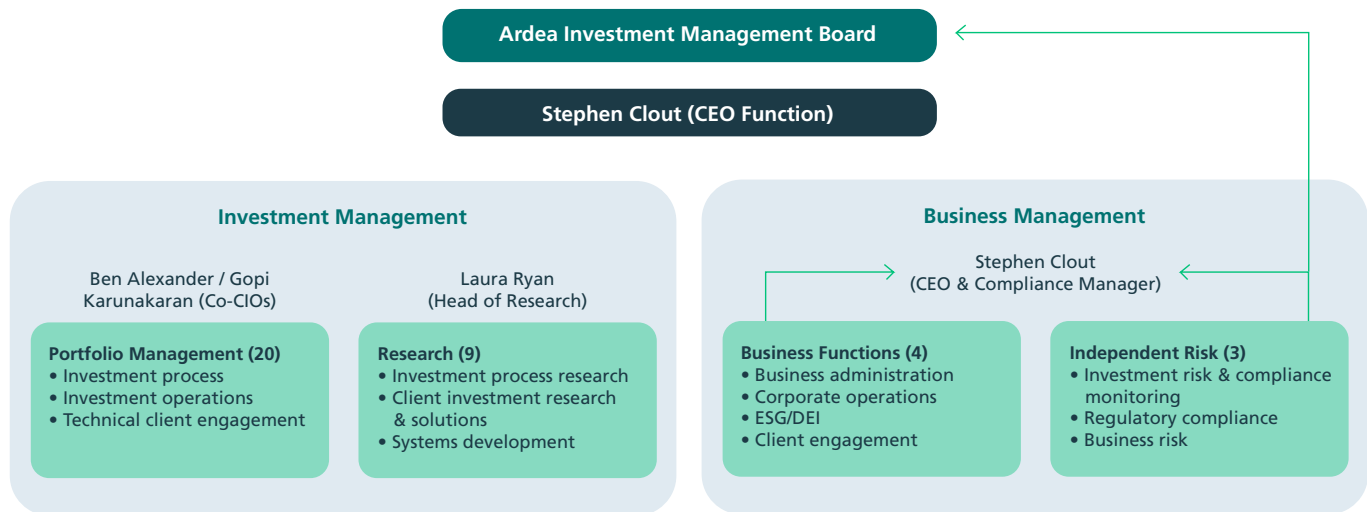 Ardea Investment Management Board
Stephen Clout (CEO Function)
Investment Management
Ben Alexander / Gopi
Karunakaran (Co-CIOs)
Portfolio Management (20)
• Investment process
• Investment operations
• Technical client engagement
Laura Ryan
(Head of Research)
Research (9)
• Investment process research
• Client investment research
& solutions
• Systems development
Business Management
Stephen Clout
(CEO & Compliance Manager)
Business Functions (4)
• Business administration
• Corporate operations
• ESG/DEI
• Client engagement
Independent Risk (3)
• Investment risk & compliance
monitoring
• Regulatory compliance
• Business risk